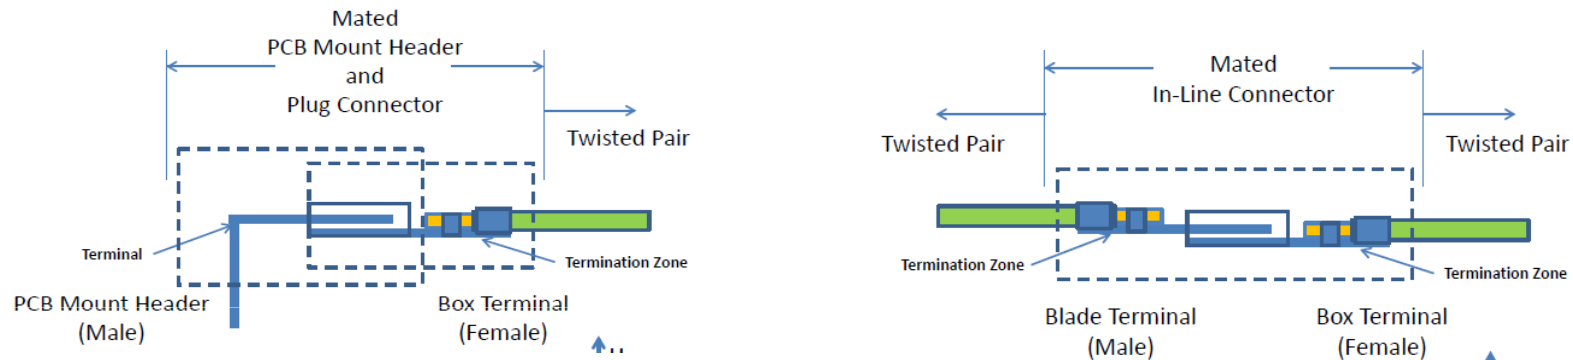 Mated
PCB Mount Header
and
Plug Connector
Twisted Pair
Terminal
Termination Zone
PCB Mount Header
(Male)
Box Terminal
(Female)
Mated
In-Line Connector
Twisted Pair
Twisted Pair
Termination Zone
Termination Zone
Blade Terminal
(Male)
Box Terminal
(Female)